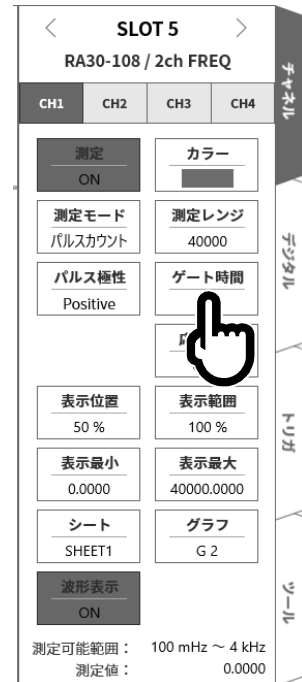 SLOT 5
RA30-108 / 2ch FREQ
CH1 CH2 CH3 CH4
測定 カラー
ON
測定モード 測定レンジ
パルスカウント 40000
パルス極性 ゲート時間
Positive
表示位置 表示範囲
50 % 100 %
表示最小 表示最大
0.0000 40000.0000
シート グラフ
SHEET1 G 2
波形表示
ON
測定可能範囲： 100 mHz ～ 4 kHz
測定値： 0.0000
チャネル
デジタル
トリガ
ツール